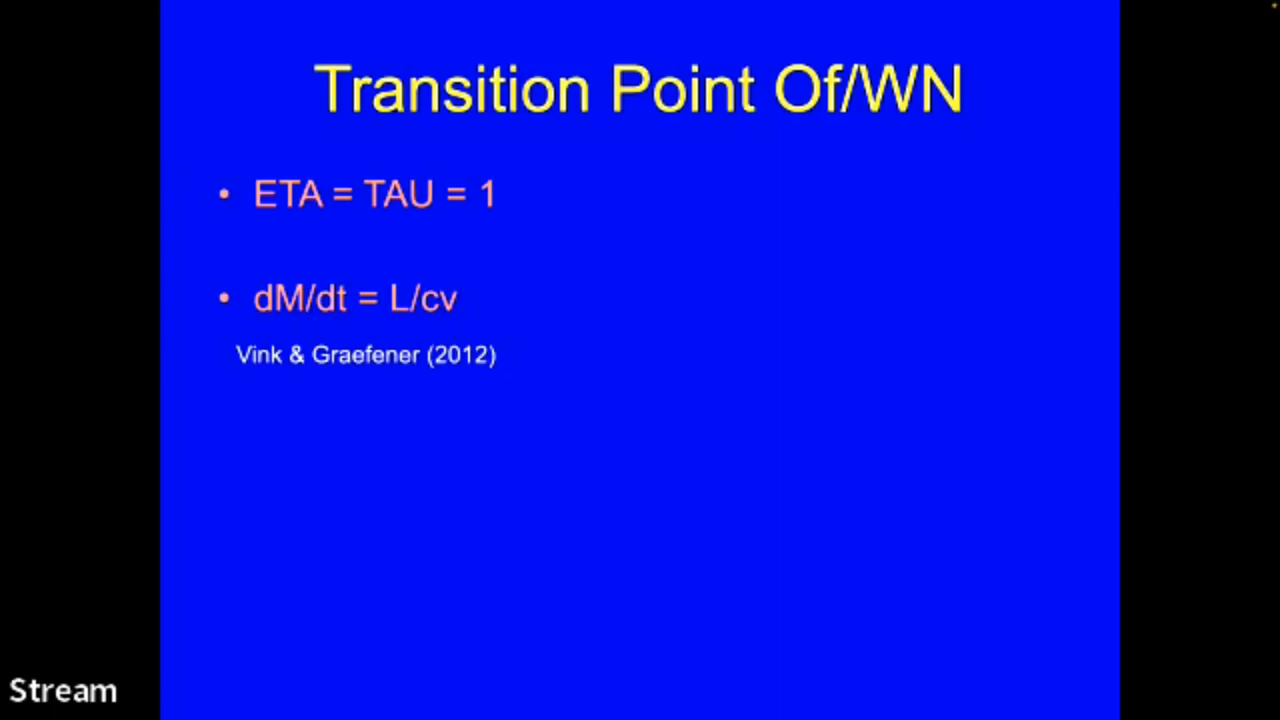 Transition Point Of/WN
• ETA = TAU = 1
• dM/dt = L/cv
Vink & Graefener (2012)
Stream